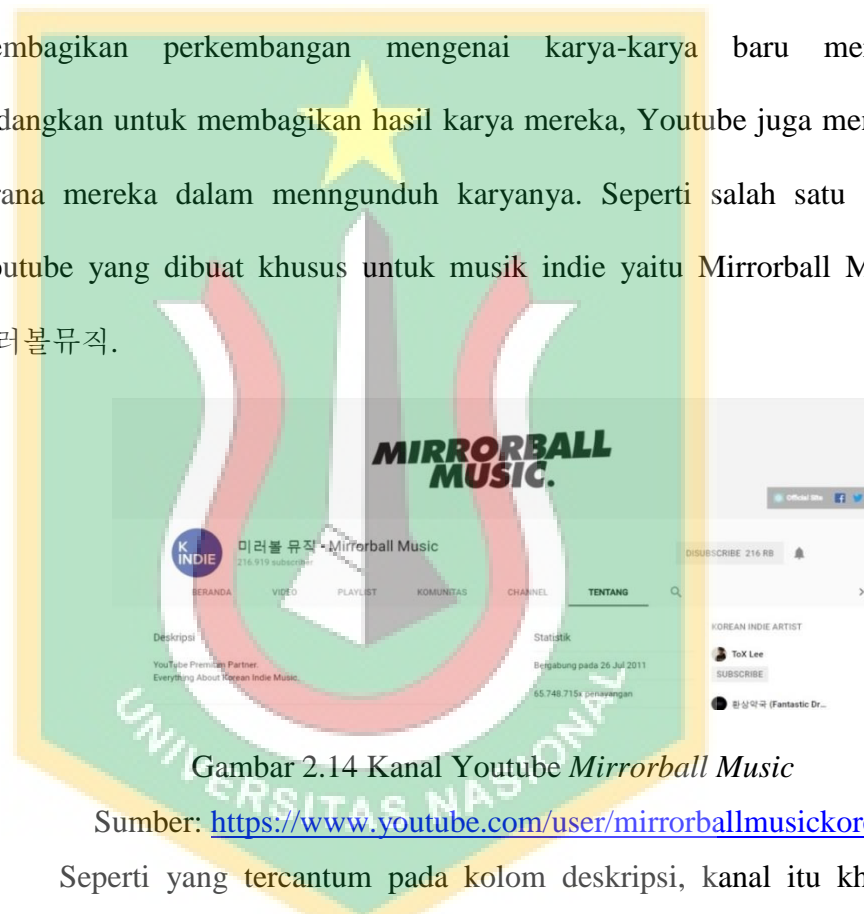 embagikan perkembangan mengenai karya-karya baru me
dangkan untuk membagikan hasil karya mereka, Youtube juga mer
rana mereka dalam menngunduh karyanya. Seperti salah satu
outube yang dibuat khusus untuk musik indie yaitu Mirrorball M
러볼뮤직.
MIRRORBALL
MUSIC.
Official Site
K
INDIE
미러볼 뮤직 - Mirrorball Music
216.919 subscriber
DISUBSCRIBE 216 RB
BERANDA VIDEO PLAYLIST KOMUNITAS CHANNEL TENTANG
Deskripsi
YouTube Premium Partner.
Everything About Korean Indie Music.
Statistik
Bergabung pada 26 Jul 2011
65.748.715x penayangan
KOREAN INDIE ARTIST
ToX Lee
SUBSCRIBE
환상약국 (Fantastic Dr...
UNIVERSITAS NASIONAL
Gambar 2.14 Kanal Youtube Mirrorball Music
Sumber: https://www.youtube.com/user/mirrorballmusickor
Seperti yang tercantum pada kolom deskripsi, kanal itu kh